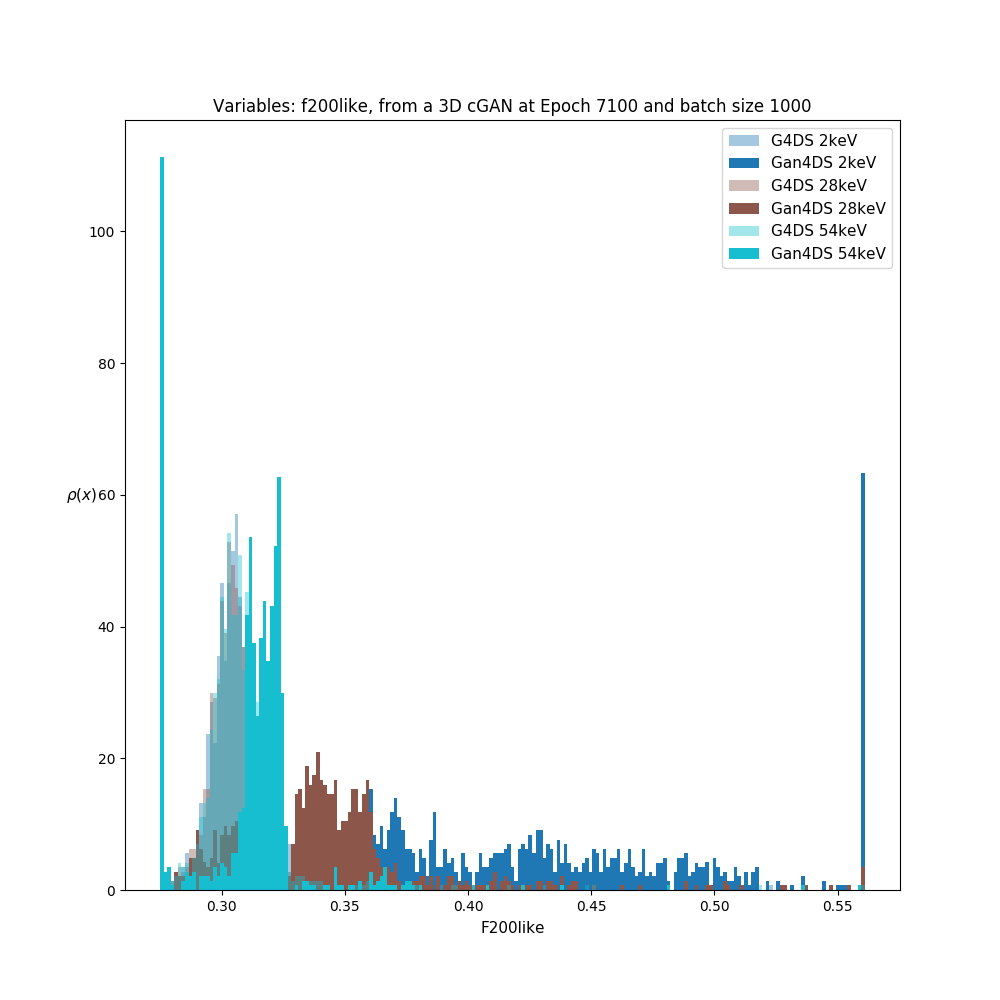 Variables: f200like, from a 3D cGAN at Epoch 7100 and batch size 1000
G4DS 2keV
Gan4DS 2keV
G4DS 28keV
Gan4DS 28keV
G4DS 54keV
Gan4DS 54keV
100
80
ρ(x) 60
40
20
0
0.30 0.35 0.40 0.45 0.50 0.55
F200like